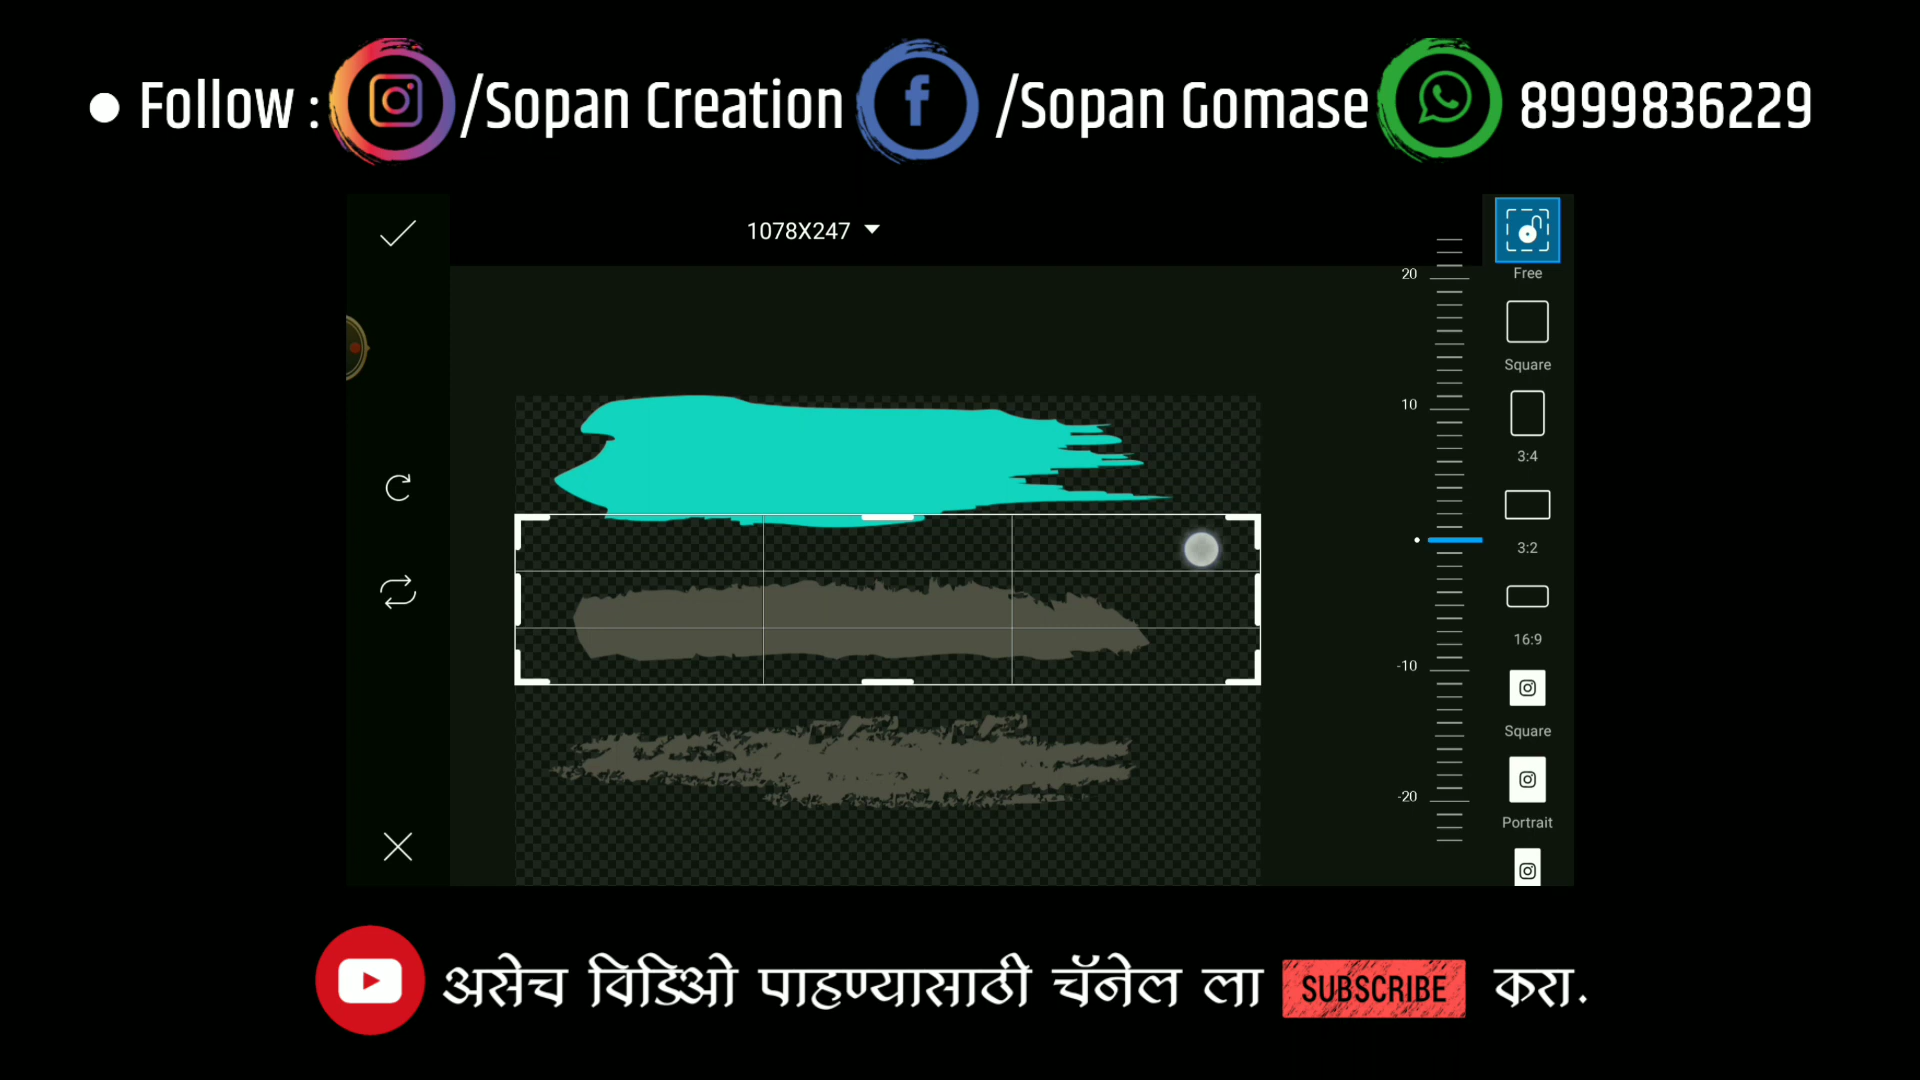 • Follow : /Sopan Creation /Sopan Gomase 8999836229
1078X247
20
10
-10
-20
Free
Square
3:4
3:2
16:9
Square
Portrait
असेच विडिओ पाहण्यासाठी चॅनेल ला SUBSCRIBE करा.